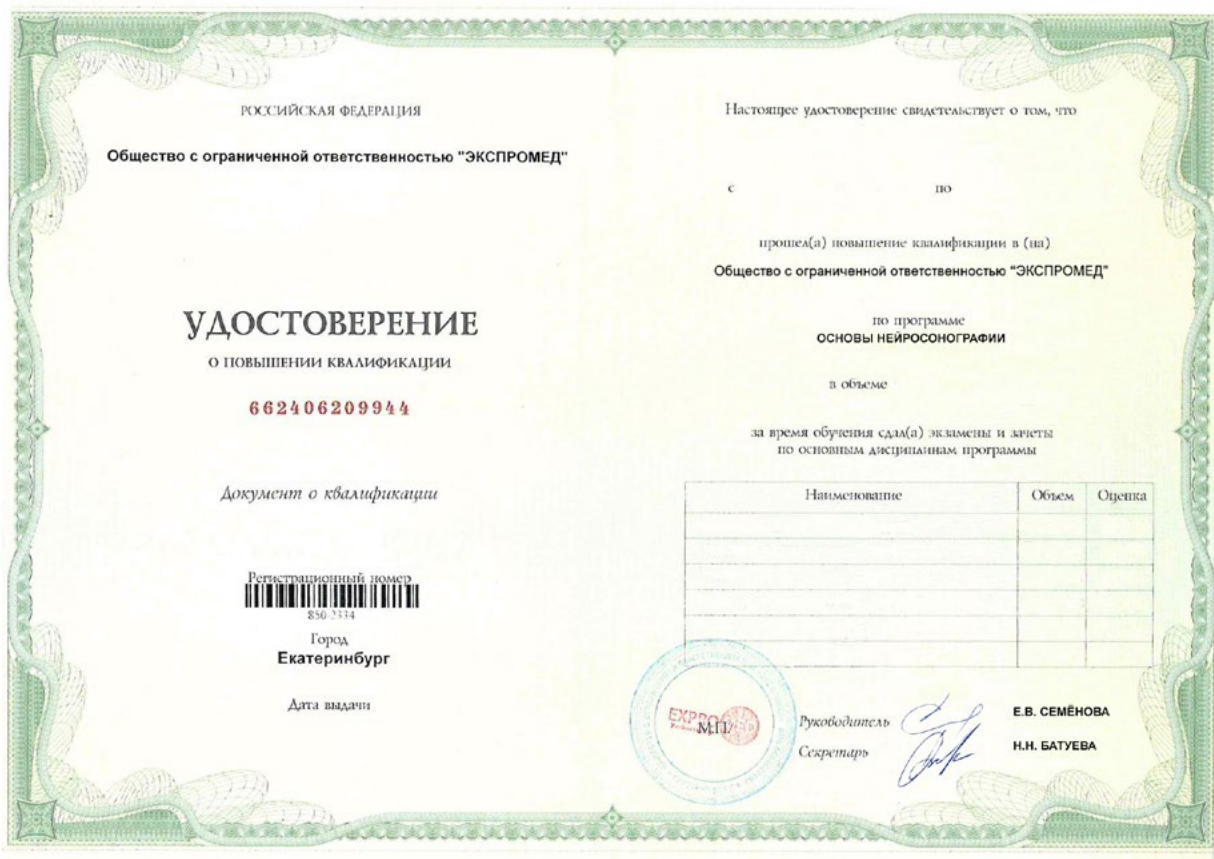 РОССИЙСКАЯ ФЕДЕРАЦИЯ
Общество с ограниченной ответственностью "ЭКСПРОМЕД"
УДОСТОВЕРЕНИЕ
О ПОВЫШЕНИИ КВАЛИФИКАЦИИ
662406209944
Документ о квалификации
Регистрационный номер
850-2334
Город
Екатеринбург
Дата выдачи
Настоящее удостоверение свидетельствует о том, что
с по
прошел(а) повышение квалификации в (на)
Общество с ограниченной ответственностью "ЭКСПРОМЕД"
по программе
ОСНОВЫ НЕЙРОСОНОГРАФИИ
в объеме
за время обучения сдал(а) экзамены и зачеты
по основным дисциплинам программы
Наименование Объем Оценка
М.П.
Руководитель Е.В. СЕМЁНОВА
Секретарь Н.Н. БАТУЕВА